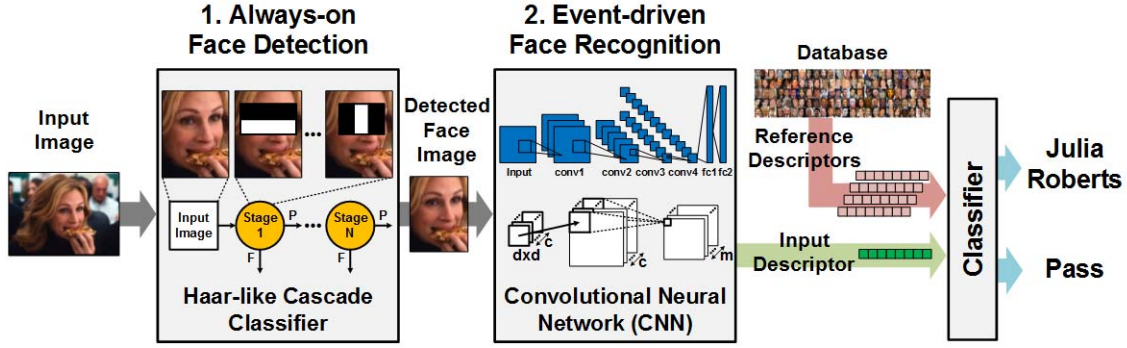 1. Always-on
Face Detection
2. Event-driven
Face Recognition
Input
Image
Input
Image
Stage
1
P
F
Stage
N
P
F
Haar-like Cascade
Classifier
Detected
Face
Image
Input
conv1
conv2
conv3
conv4
fc1
fc2
dxd
c
c
m
Convolutional Neural
Network (CNN)
Database
Reference
Descriptors
Input
Descriptor
Classifier
Julia
Roberts
Pass